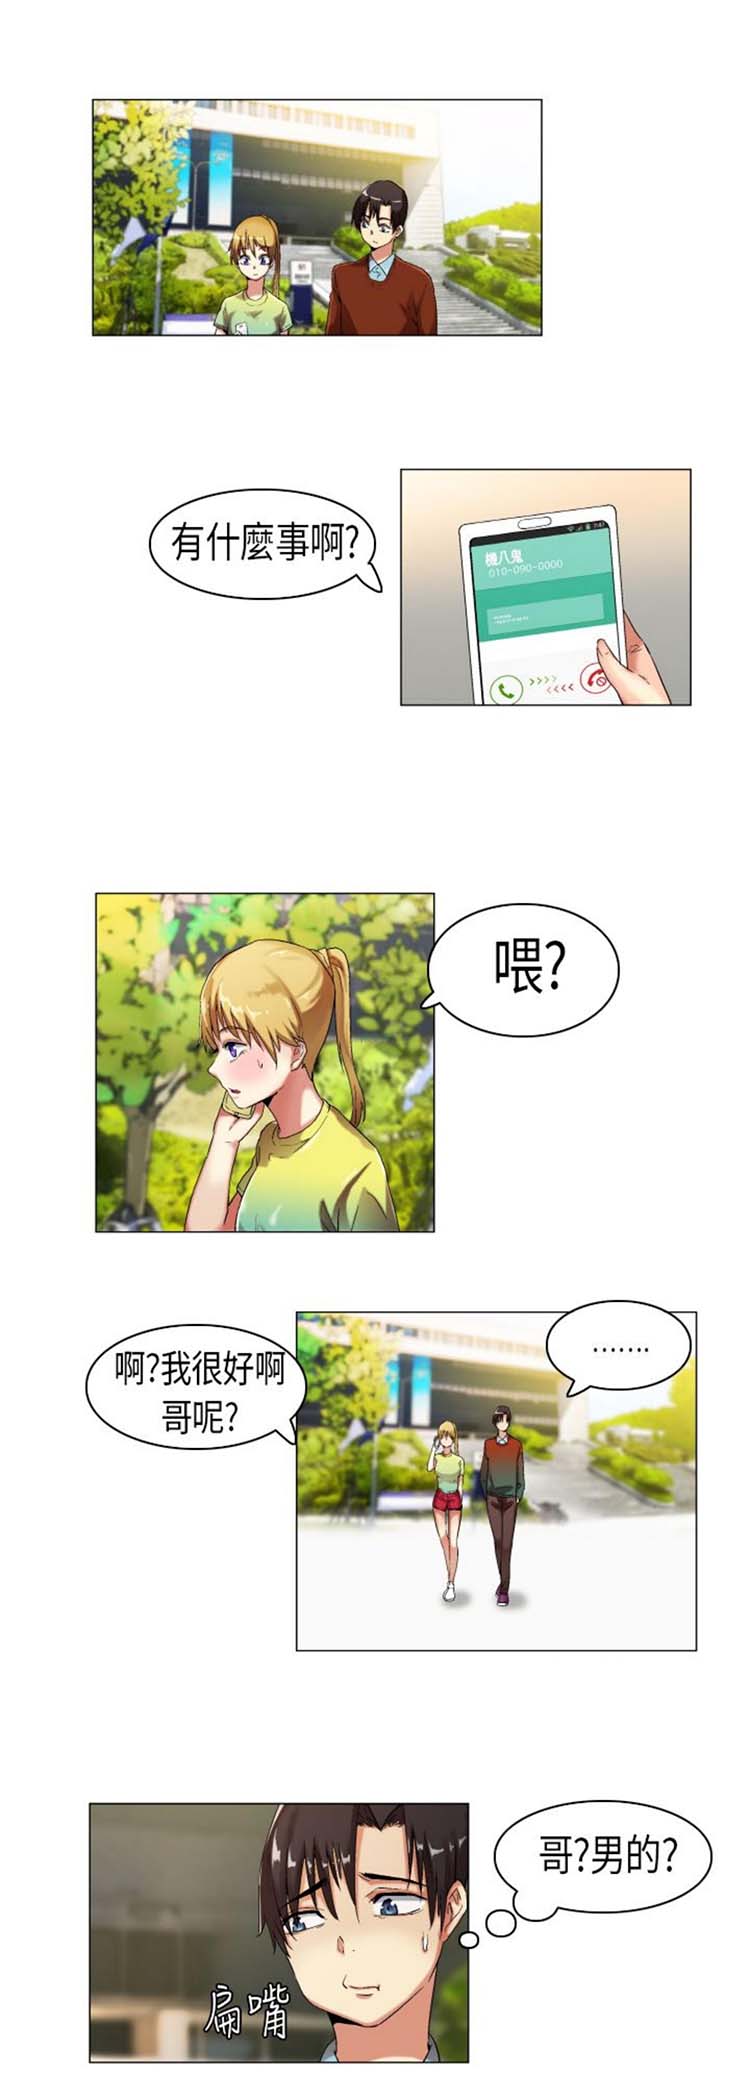 有什麼事啊?
機八鬼
010-090-0000
喂?
啊?我很好啊
哥呢?
.......
哥?男的?
扁嘴